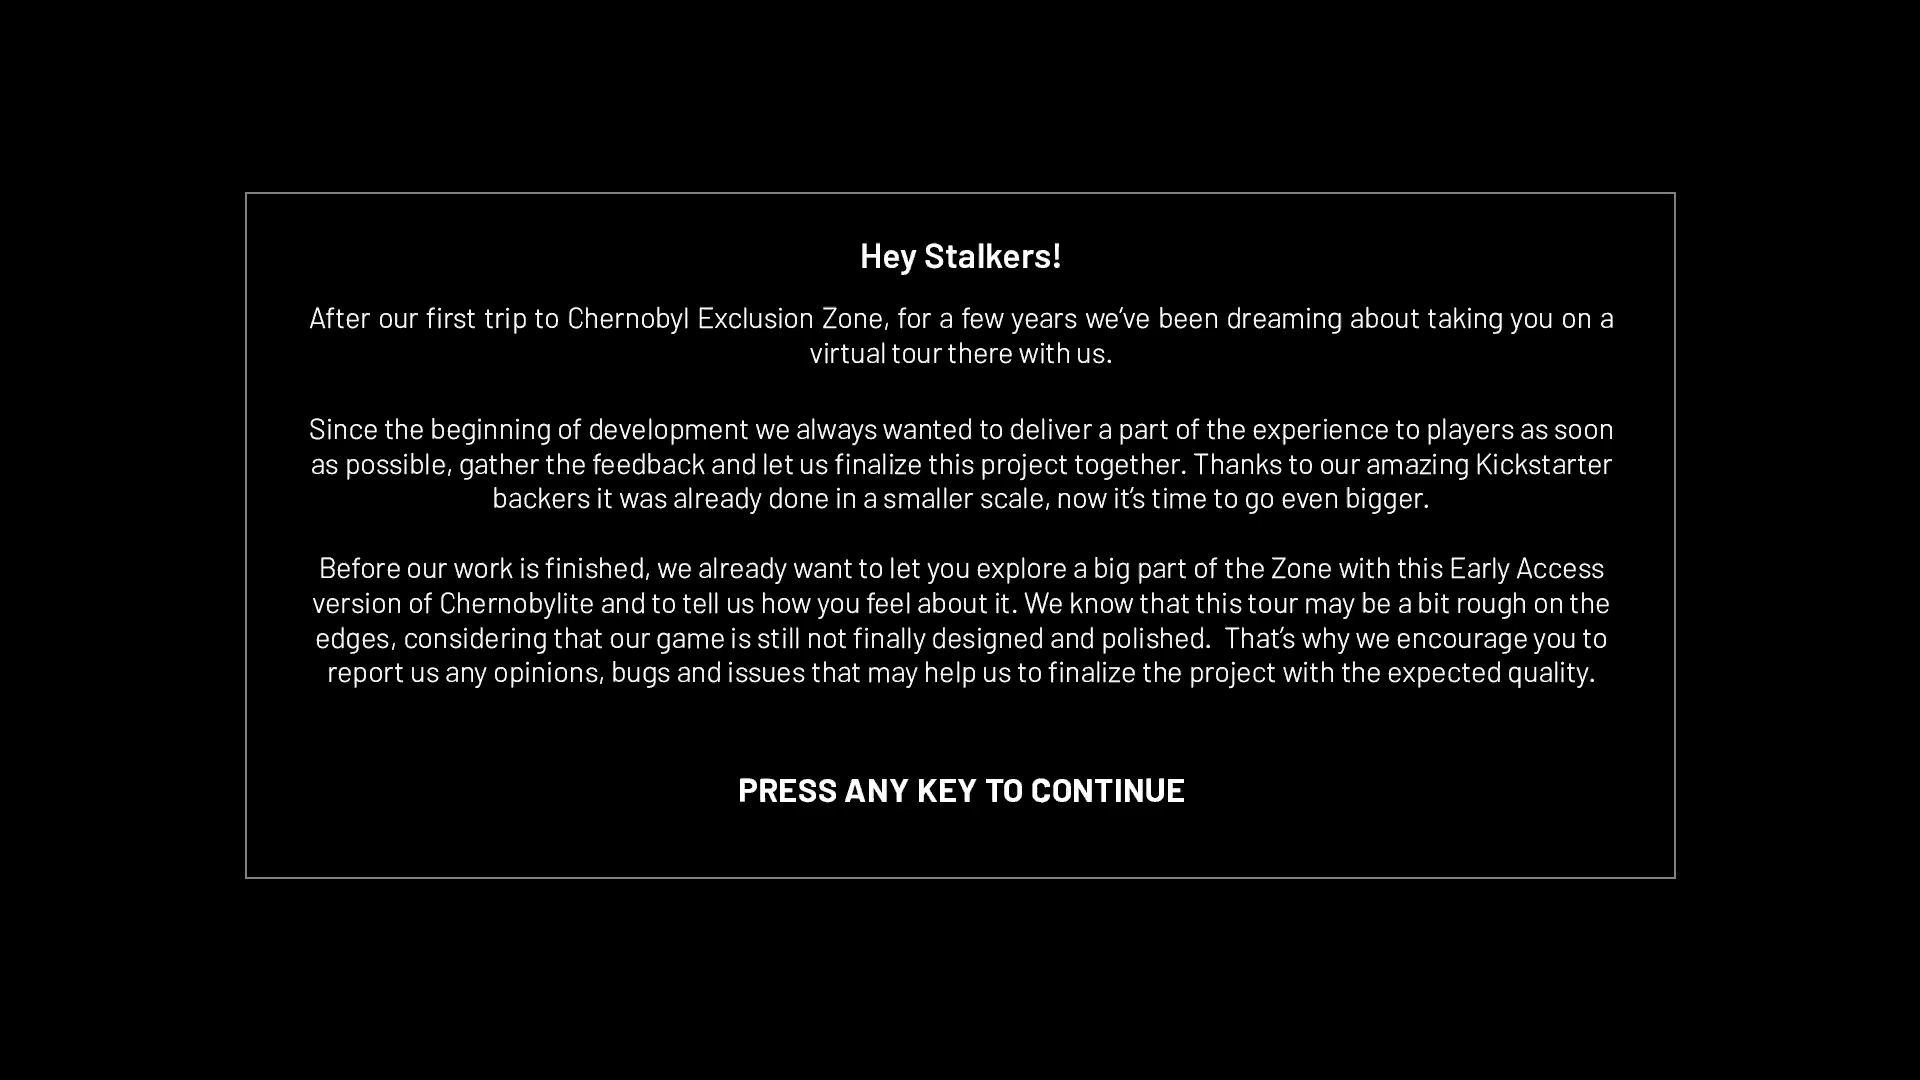 Hey Stalkers!
After our first trip to Chernobyl Exclusion Zone, for a few years we’ve been dreaming about taking you on a
virtual tour there with us.
Since the beginning of development we always wanted to deliver a part of the experience to players as soon
as possible, gather the feedback and let us finalize this project together. Thanks to our amazing Kickstarter
backers it was already done in a smaller scale, now it’s time to go even bigger.
Before our work is finished, we already want to let you explore a big part of the Zone with this Early Access
version of Chernobylite and to tell us how you feel about it. We know that this tour may be a bit rough on the
edges, considering that our game is still not finally designed and polished.  That’s why we encourage you to
report us any opinions, bugs and issues that may help us to finalize the project with the expected quality.
PRESS ANY KEY TO CONTINUE